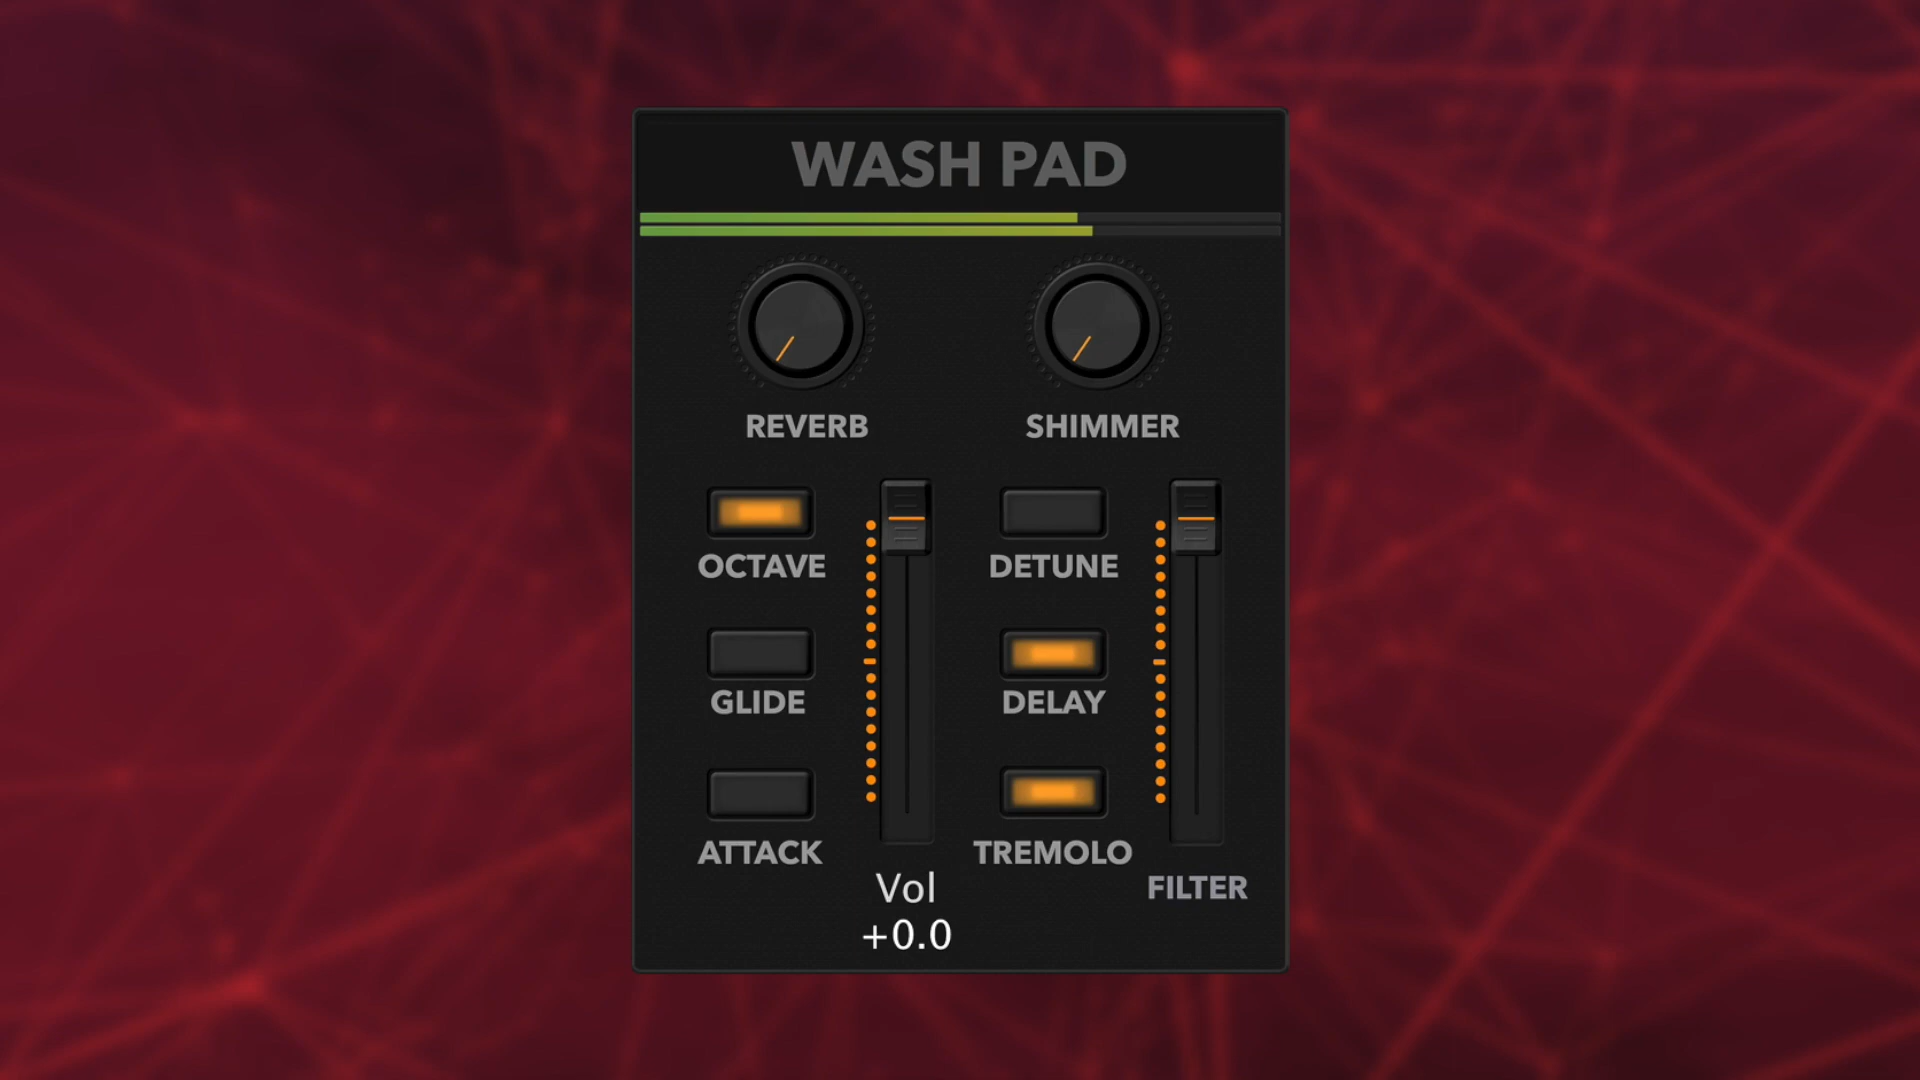 WASH PAD
REVERB
SHIMMER
OCTAVE
DETUNE
GLIDE
DELAY
ATTACK
TREMOLO
Vol
+0.0
FILTER